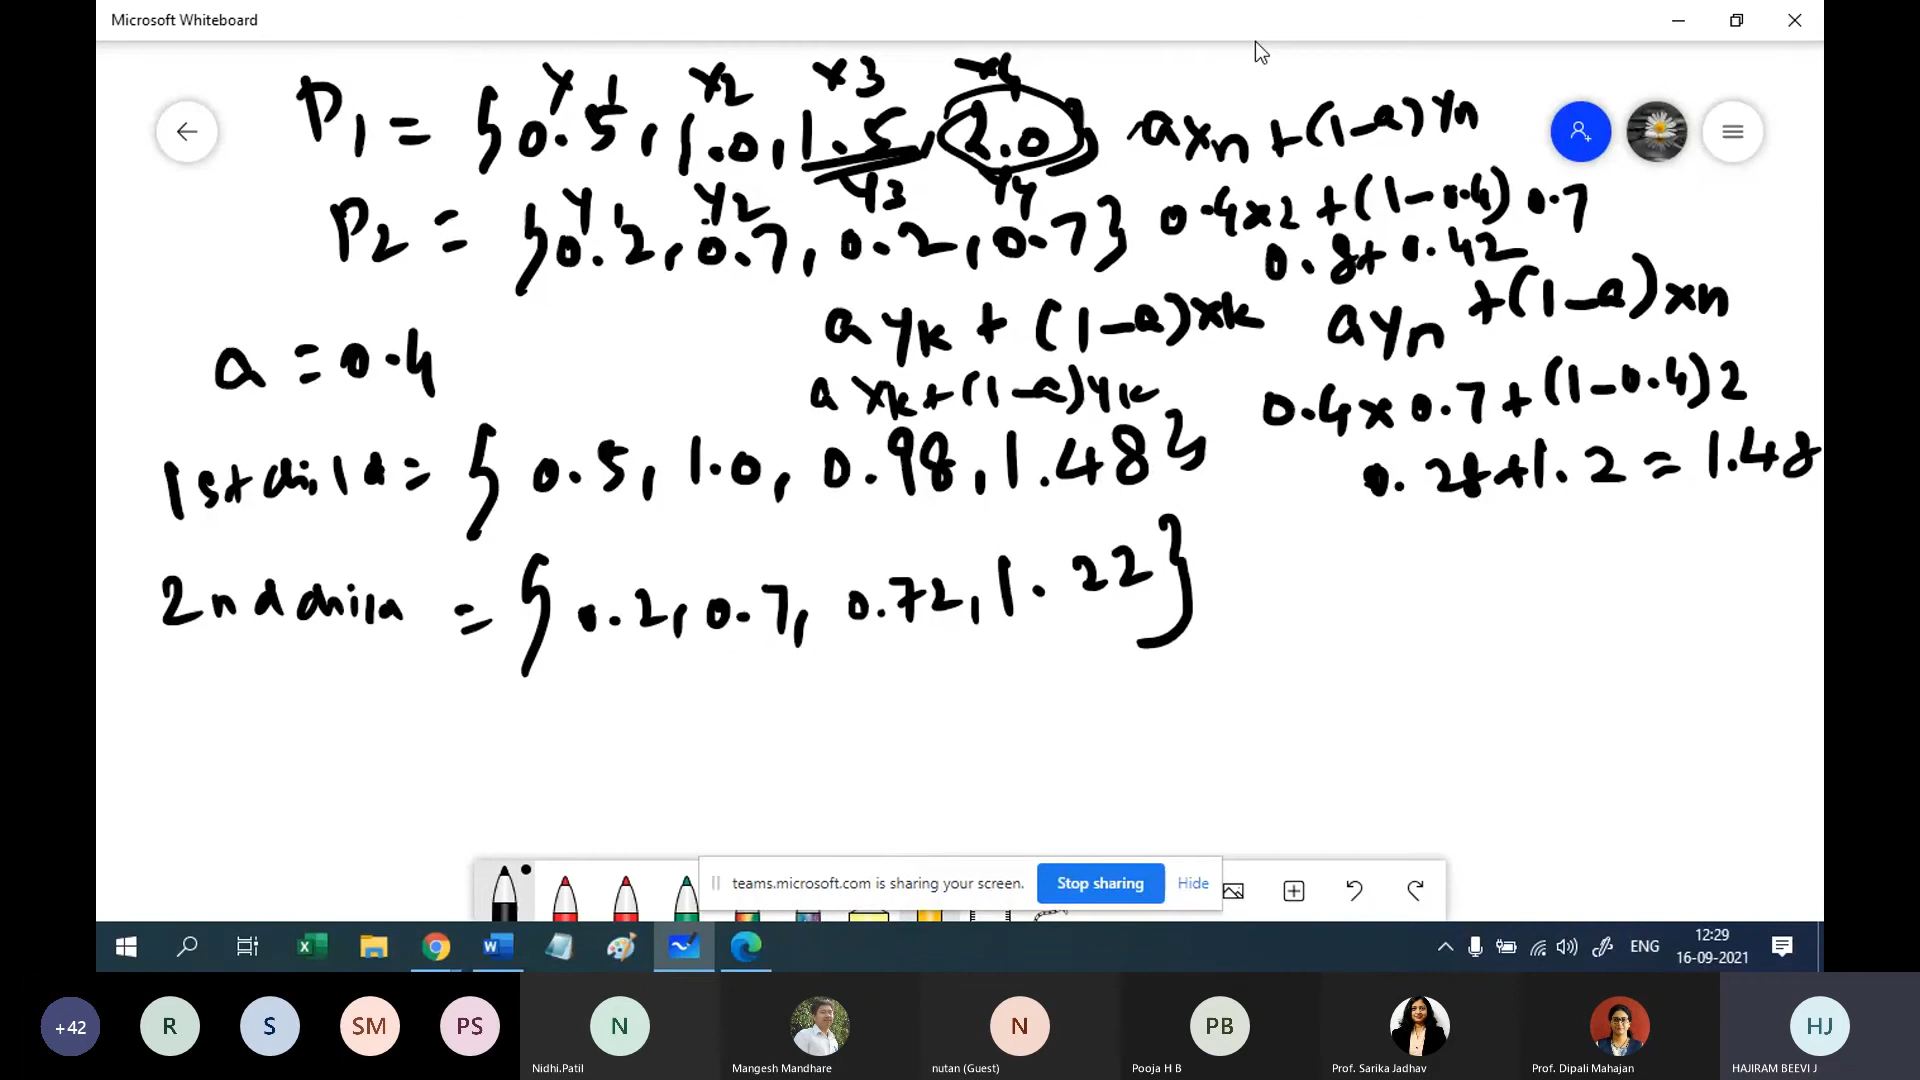 Microsoft Whiteboard
x1 x2 x3 x4
P1 = {0.5, 1.0, 1.5, 2.0} axn + (1-a) yn
y1 y2 y3 y4
P2 = {0.2, 0.7, 0.2, 0.7} 0.4x2 + (1-0.4) 0.7
0.8+ 0.42
a yk + (1-a) xk ayn +(1-a) xn
a = 0.4
a xk + (1-a) yk 0.4x 0.7 + (1-0.4) 2
1st child = { 0.5, 1.0, 0.98, 1.48} 0.28+1.2 = 1.48
2nd child = { 0.2, 0.7, 0.72, 1.22}
teams.microsoft.com is sharing your screen. Stop sharing Hide
ENG 12:29
16-09-2021
+42 R S SM PS N N PB HJ
Nidhi.Patil Mangesh Mandhare nutan (Guest) Pooja H B Prof. Sarika Jadhav Prof. Dipali Mahajan HAJIRAM BEEVI J